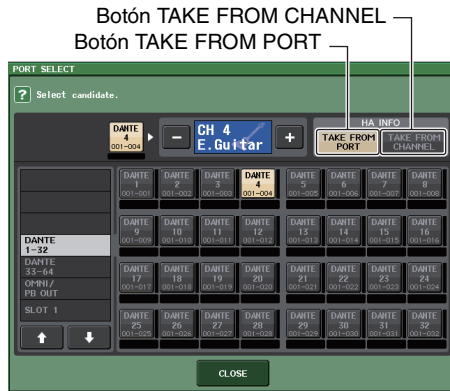 Botón TAKE FROM CHANNEL
Botón TAKE FROM PORT
PORT SELECT
? Select candidate.
DANTE 4 001-004
−
CH 4
E.Guitar
+
HA INFO
TAKE FROM PORT
TAKE FROM CHANNEL
DANTE 1 001-001
DANTE 2 001-002
DANTE 3 001-003
DANTE 4 001-004
DANTE 5 001-005
DANTE 6 001-006
DANTE 7 001-007
DANTE 8 001-008
DANTE 9 001-009
DANTE 10 001-010
DANTE 11 001-011
DANTE 12 001-012
DANTE 13 001-013
DANTE 14 001-014
DANTE 15 001-015
DANTE 16 001-016
DANTE 17 001-017
DANTE 18 001-018
DANTE 19 001-019
DANTE 20 001-020
DANTE 21 001-021
DANTE 22 001-022
DANTE 23 001-023
DANTE 24 001-024
DANTE 25 001-025
DANTE 26 001-026
DANTE 27 001-027
DANTE 28 001-028
DANTE 29 001-029
DANTE 30 001-030
DANTE 31 001-031
DANTE 32 001-032
DANTE 1-32
DANTE 33-64
OMNI/ PB OUT
SLOT 1
CLOSE